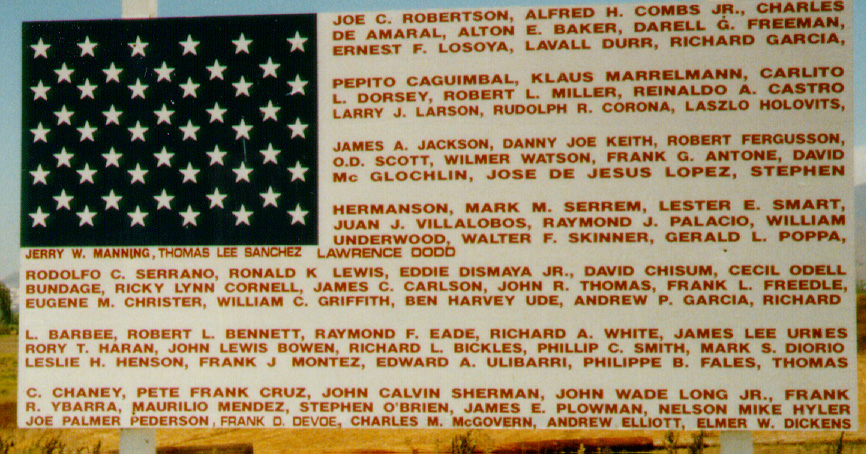 JOE C. ROBERTSON, ALFRED H. COMBS JR., CHARLES
DE AMARAL, ALTON E. BAKER, DARELL G. FREEMAN,
ERNEST F. LOSOYA, LAVALL DURR, RICHARD GARCIA,
PEPITO CAGUIMBAL, KLAUS MARRELMANN, CARLITO
L. DORSEY, ROBERT L. MILLER, REINALDO A. CASTRO
LARRY J. LARSON, RUDOLPH R. CORONA, LASZLO HOLOVITS,
JAMES A. JACKSON, DANNY JOE KEITH, ROBERT FERGUSSON,
O.D. SCOTT, WILMER WATSON, FRANK G. ANTONE, DAVID
Mc GLOCHLIN, JOSE DE JESUS LOPEZ, STEPHEN
HERMANSON, MARK M. SERREM, LESTER E. SMART,
JUAN J. VILLALOBOS, RAYMOND J. PALACIO, WILLIAM
UNDERWOOD, WALTER F. SKINNER, GERALD L. POPPA,
JERRY W. MANNING, THOMAS LEE SANCHEZ LAWRENCE DODD
RODOLFO C. SERRANO, RONALD K LEWIS, EDDIE DISMAYA JR., DAVID CHISUM, CECIL ODELL
BUNDAGE, RICKY LYNN CORNELL, JAMES C. CARLSON, JOHN R. THOMAS, FRANK L. FREEDLE,
EUGENE M. CHRISTER, WILLIAM C. GRIFFITH, BEN HARVEY UDE, ANDREW P. GARCIA, RICHARD
L. BARBEE, ROBERT L. BENNETT, RAYMOND F. EADE, RICHARD A. WHITE, JAMES LEE URNES
RORY T. HARAN, JOHN LEWIS BOWEN, RICHARD L. BICKLES, PHILLIP C. SMITH, MARK S. DIORIO
LESLIE H. HENSON, FRANK J MONTEZ, EDWARD A. ULIBARRI, PHILIPPE B. FALES, THOMAS
C. CHANEY, PETE FRANK CRUZ, JOHN CALVIN SHERMAN, JOHN WADE LONG JR., FRANK
R. YBARRA, MAURILIO MENDEZ, STEPHEN O'BRIEN, JAMES E. PLOWMAN, NELSON MIKE HYLER
JOE PALMER PEDERSON, FRANK D. DEVOE, CHARLES M. McGOVERN, ANDREW ELLIOTT, ELMER W. DICKENS